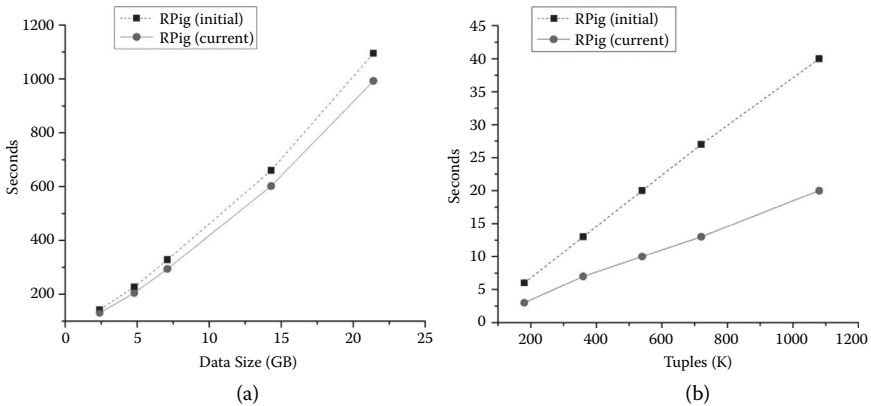 RPig (initial)
RPig (current)
1200
1000
800
600
400
200
Seconds
0
5
10
15
20
25
Data Size (GB)
(a)
RPig (initial)
RPig (current)
45
40
35
30
25
20
15
10
5
0
Seconds
200
400
600
800
1000
1200
Tuples (K)
(b)